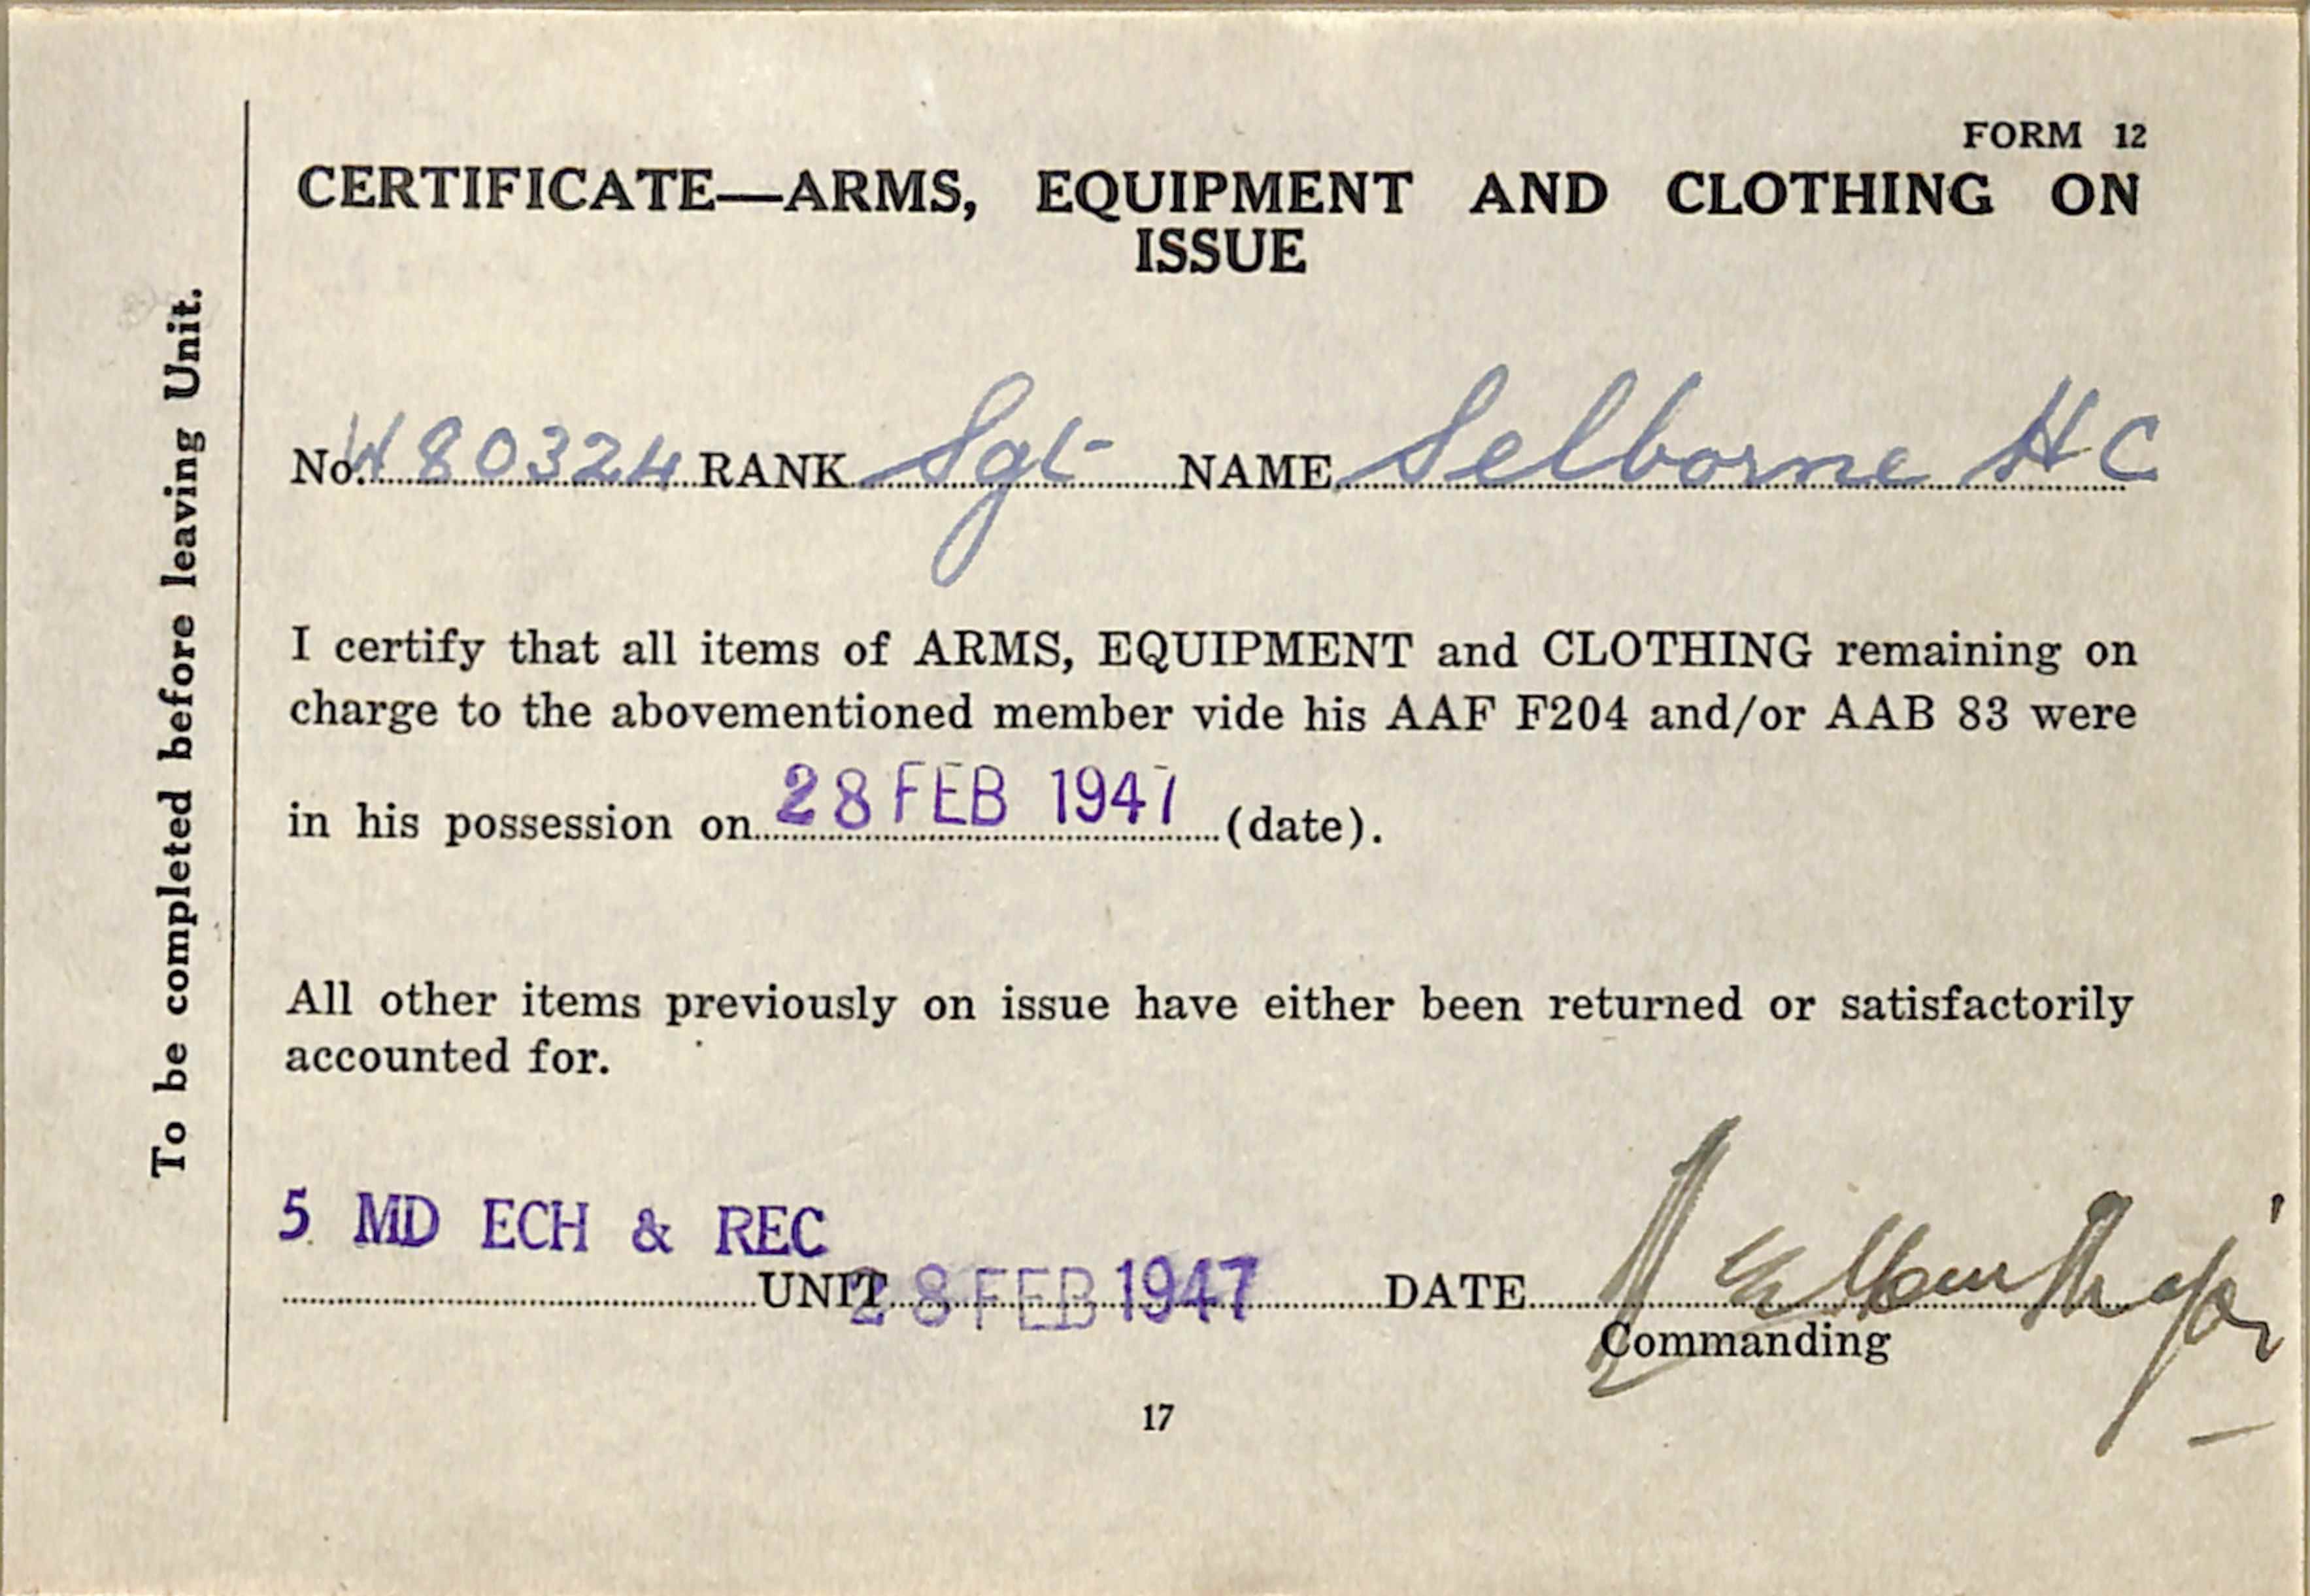 FORM 12
CERTIFICATE—ARMS, EQUIPMENT AND CLOTHING ON
ISSUE
To be completed before leaving Unit.
No. W80324 RANK Sgt NAME Selborne H C
I certify that all items of ARMS, EQUIPMENT and CLOTHING remaining on
charge to the abovementioned member vide his AAF F204 and/or AAB 83 were
in his possession on 28 FEB 1947 (date).
All other items previously on issue have either been returned or satisfactorily
accounted for.
5 MD ECH & REC
UNIT 28 FEB 1947 DATE
Commanding
17